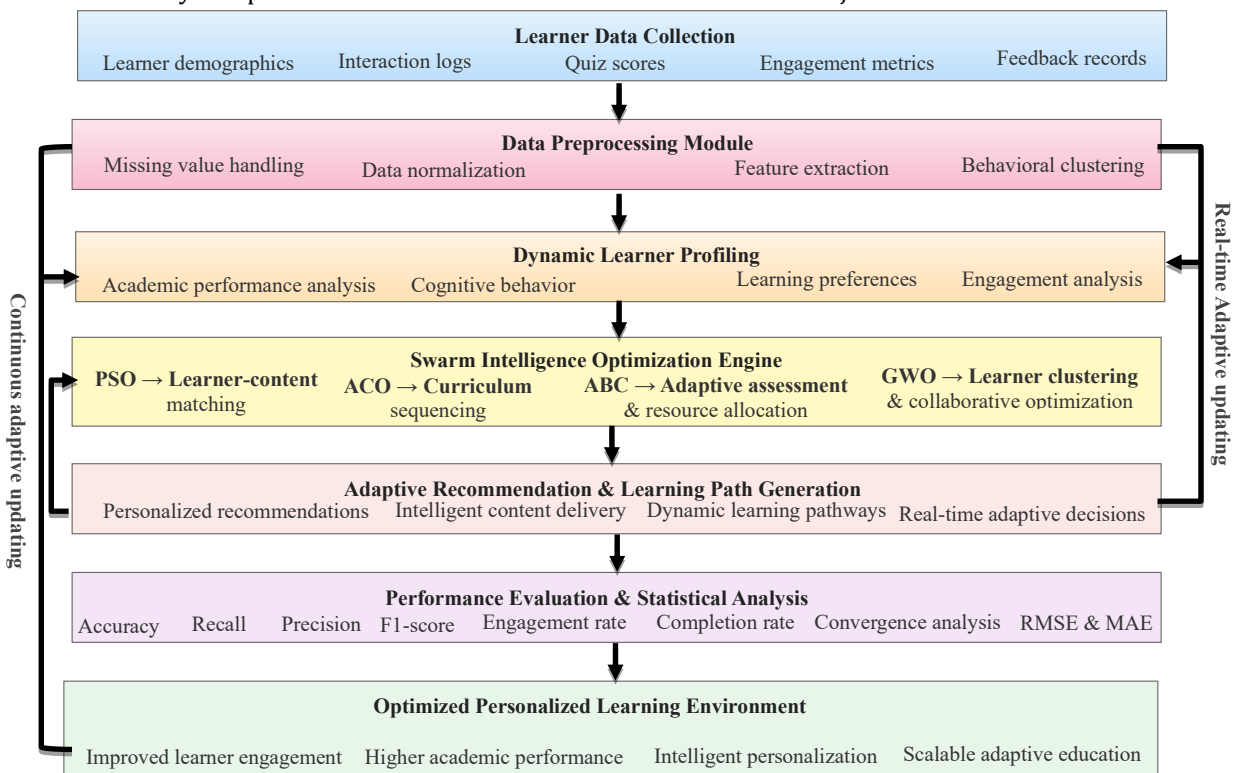 Learner Data Collection
Learner demographics Interaction logs Quiz scores Engagement metrics Feedback records
Data Preprocessing Module
Missing value handling Data normalization Feature extraction Behavioral clustering
Dynamic Learner Profiling
Academic performance analysis Cognitive behavior Learning preferences Engagement analysis
Swarm Intelligence Optimization Engine
PSO → Learner-content
matching
ACO → Curriculum
sequencing
ABC → Adaptive assessment
& resource allocation
GWO → Learner clustering
& collaborative optimization
Adaptive Recommendation & Learning Path Generation
Personalized recommendations Intelligent content delivery Dynamic learning pathways Real-time adaptive decisions
Performance Evaluation & Statistical Analysis
Accuracy Recall Precision F1-score Engagement rate Completion rate Convergence analysis RMSE & MAE
Optimized Personalized Learning Environment
Improved learner engagement Higher academic performance Intelligent personalization Scalable adaptive education
Continuous adaptive updating
Real-time Adaptive updating